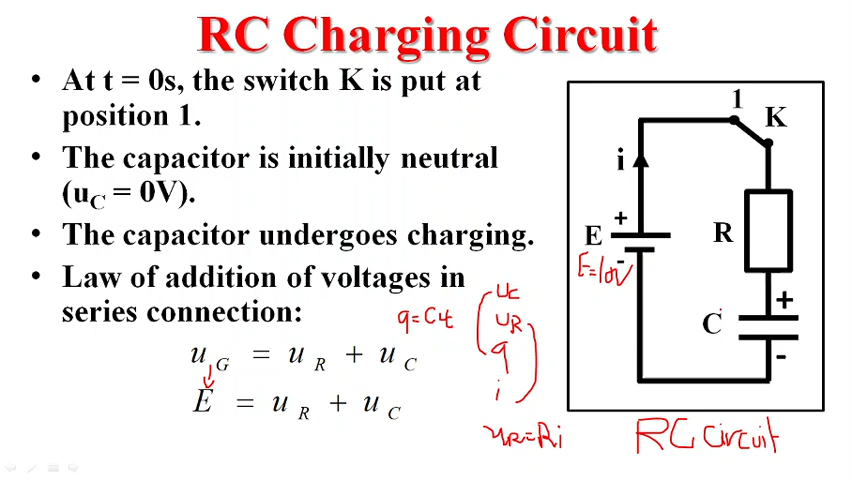 RC Charging Circuit
• At t = 0s, the switch K is put at
position 1.
• The capacitor is initially neutral
(uC = 0V).
• The capacitor undergoes charging.
• Law of addition of voltages in
series connection:
uG = uR + uC
E = uR + uC
q=C
uC
uR
q
i
uR=Ri
1
K
i
+
E
-
E=10V
R
C
+
-
RC Circuit